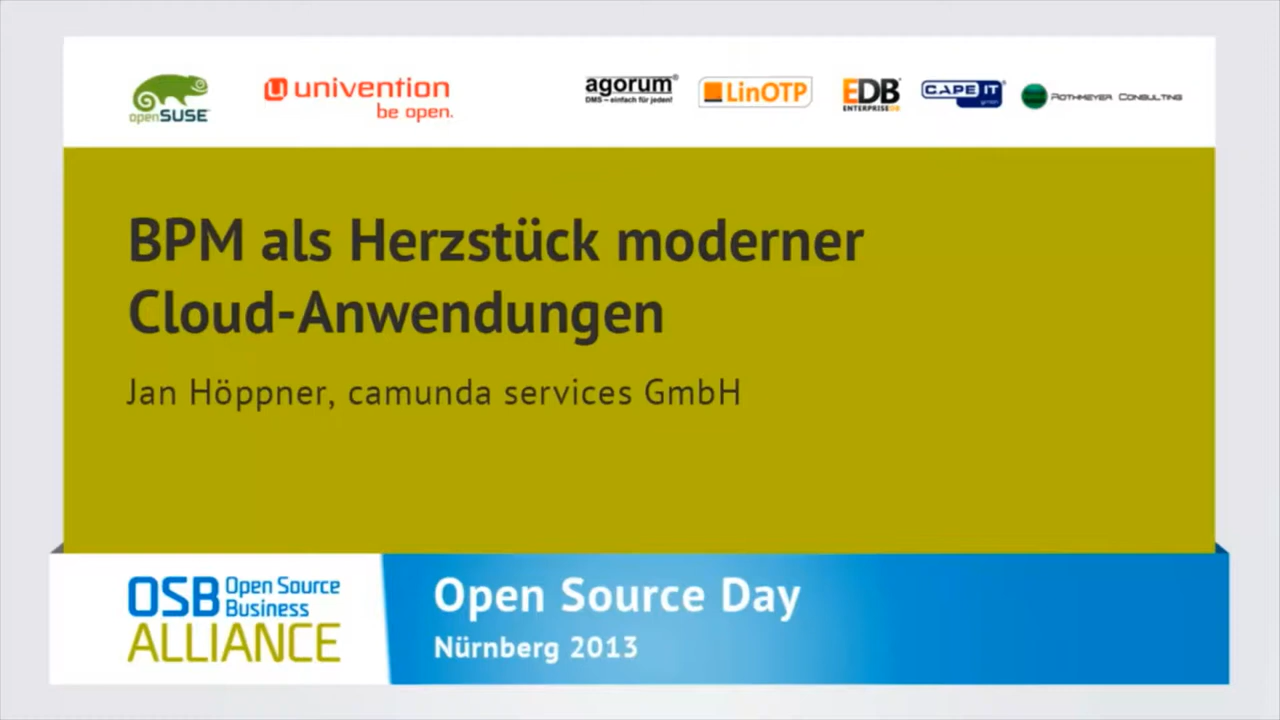 openSUSE
univention
be open.
agorum®
DMS – einfach für jeden!
LinOTP
EDB
ENTERPRISEDB
CAPE IT
GmbH
ROTHMEYER CONSULTING
BPM als Herzstück moderner
Cloud-Anwendungen
Jan Höppner, camunda services GmbH
OSB Open Source
Business
ALLIANCE
Open Source Day
Nürnberg 2013